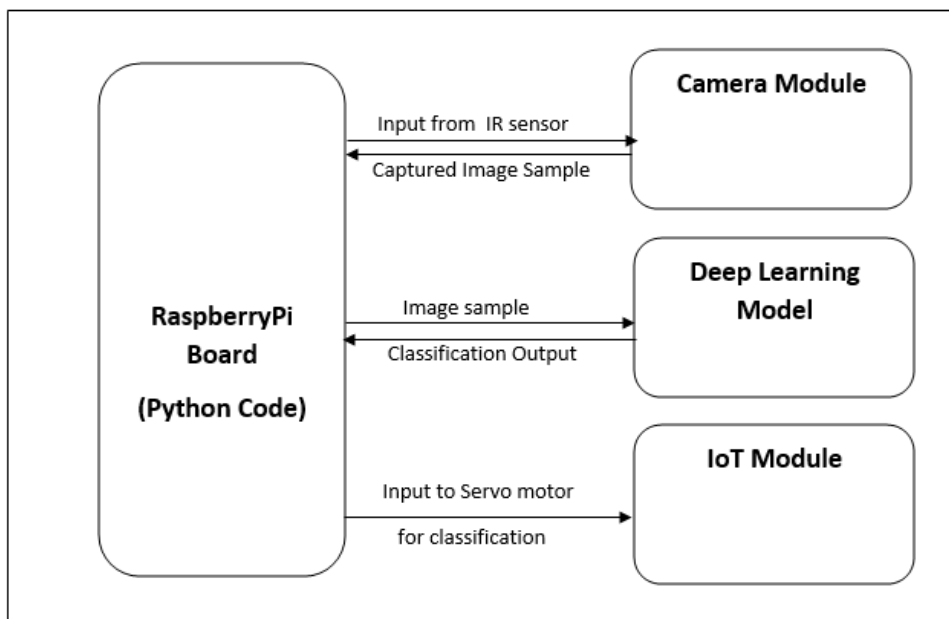 Camera Module
Input from IR sensor
Captured Image Sample
Deep Learning
Model
Image sample
Classification Output
RaspberryPi
Board
(Python Code)
IoT Module
Input to Servo motor
for classification